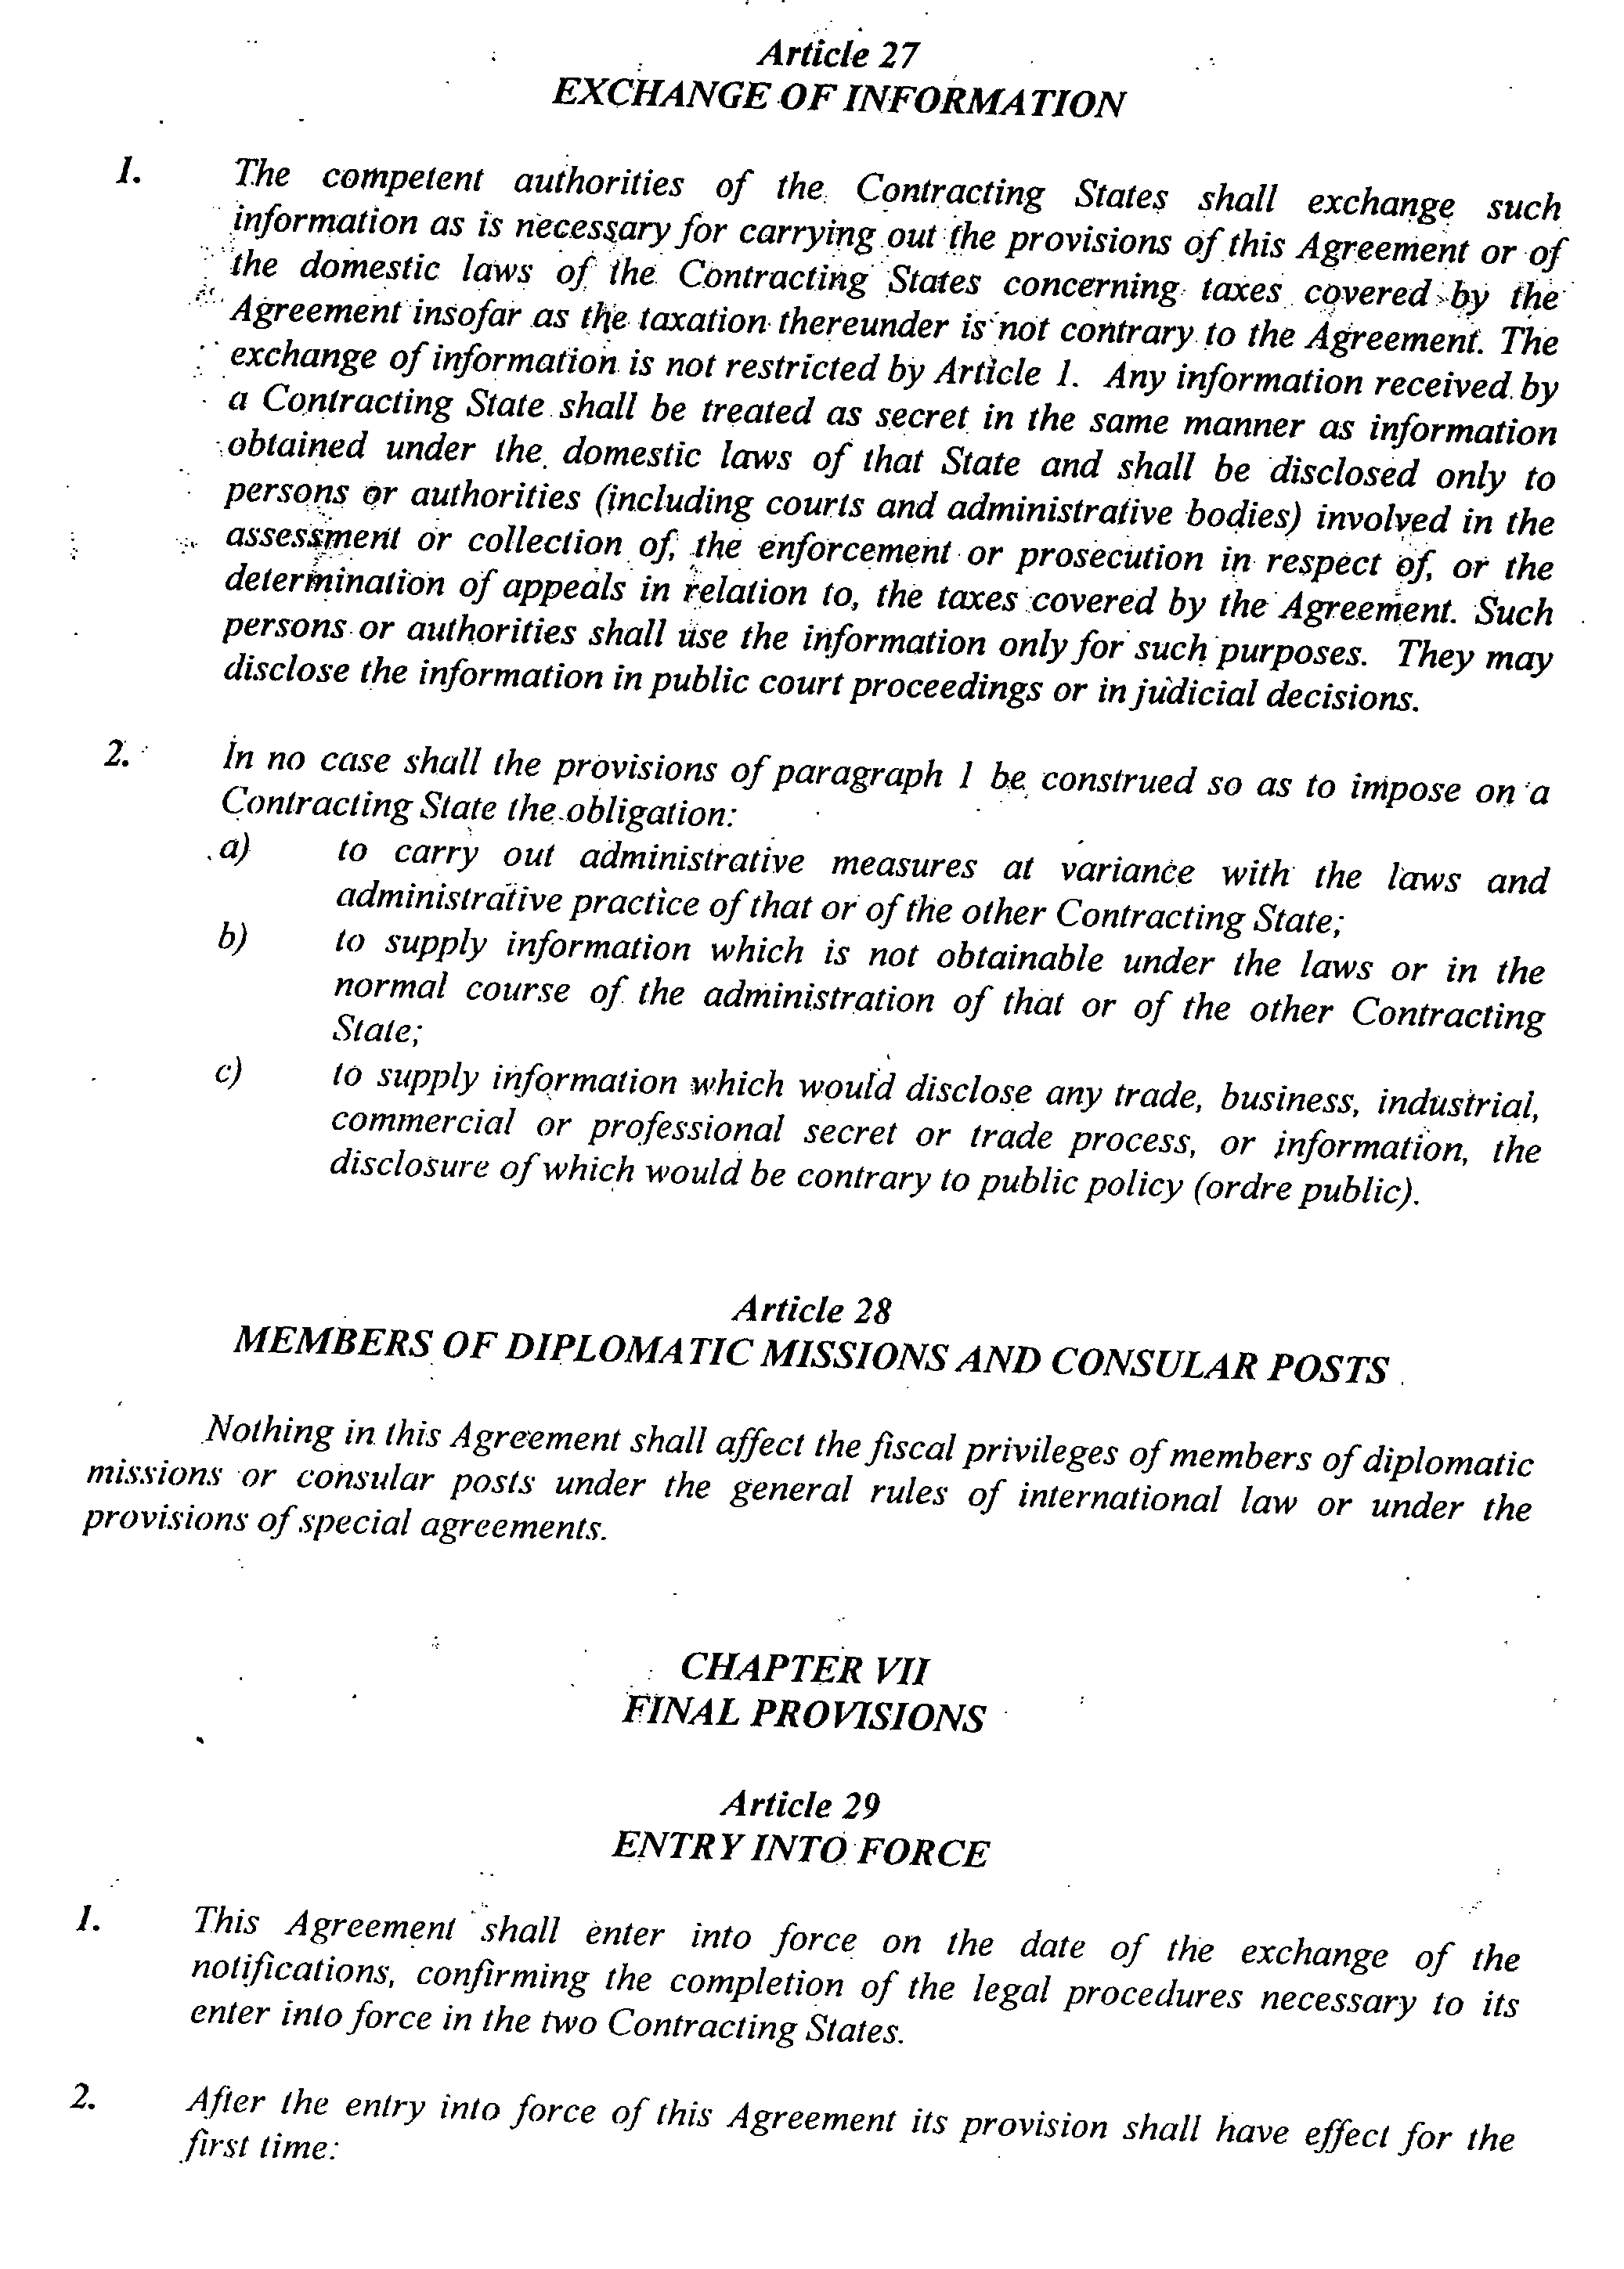 Article 27
EXCHANGE OF INFORMATION
1. The competent authorities of the Contracting States shall exchange such
information as is necessary for carrying out the provisions of this Agreement or of
the domestic laws of the Contracting States concerning taxes covered by the
Agreement insofar as the taxation thereunder is not contrary to the Agreement. The
exchange of information is not restricted by Article 1. Any information received by
a Contracting State shall be treated as secret in the same manner as information
obtained under the domestic laws of that State and shall be disclosed only to
persons or authorities (including courts and administrative bodies) involved in the
assessment or collection of, the enforcement or prosecution in respect of, or the
determination of appeals in relation to, the taxes covered by the Agreement. Such
persons or authorities shall use the information only for such purposes. They may
disclose the information in public court proceedings or in judicial decisions.
2. In no case shall the provisions of paragraph 1 be construed so as to impose on a
Contracting State the obligation:
a) to carry out administrative measures at variance with the laws and
administrative practice of that or of the other Contracting State;
b) to supply information which is not obtainable under the laws or in the
normal course of the administration of that or of the other Contracting
State;
c) to supply information which would disclose any trade, business, industrial,
commercial or professional secret or trade process, or information, the
disclosure of which would be contrary to public policy (ordre public).
Article 28
MEMBERS OF DIPLOMATIC MISSIONS AND CONSULAR POSTS
Nothing in this Agreement shall affect the fiscal privileges of members of diplomatic
missions or consular posts under the general rules of international law or under the
provisions of special agreements.
CHAPTER VII
FINAL PROVISIONS
Article 29
ENTRY INTO FORCE
1. This Agreement shall enter into force on the date of the exchange of the
notifications, confirming the completion of the legal procedures necessary to its
enter into force in the two Contracting States.
2. After the entry into force of this Agreement its provision shall have effect for the
first time: